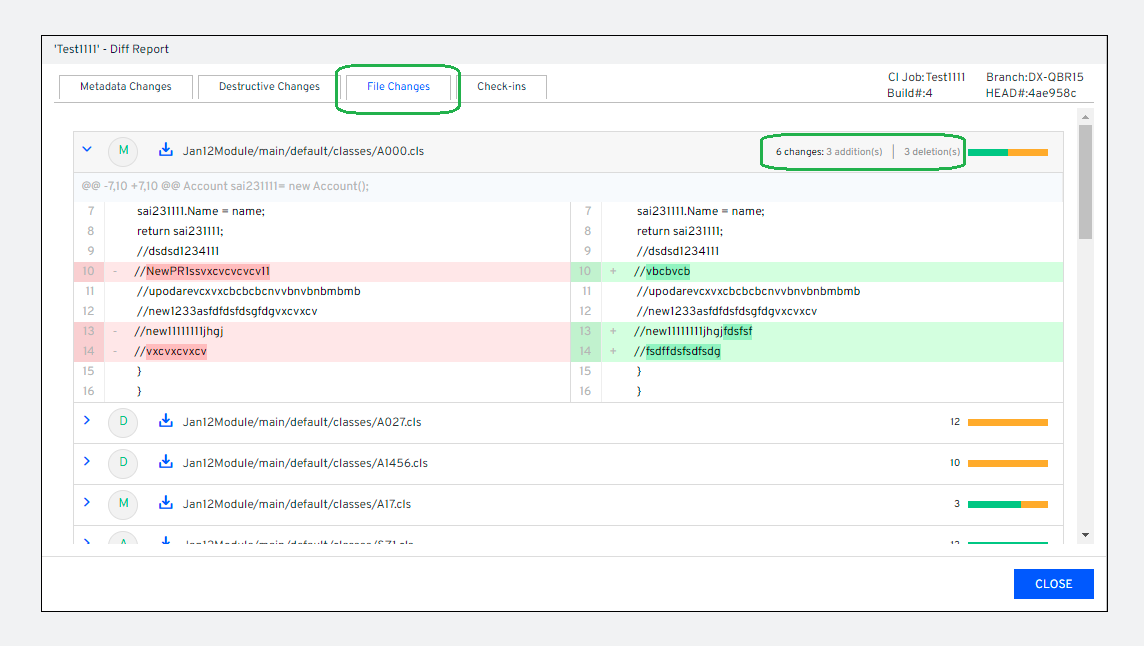 'Test1111' - Diff Report
Metadata Changes Destructive Changes File Changes Check-ins
CI Job:Test1111 Branch:DX-QBR15
Build#:4 HEAD#:4ae958c
M Jan12Module/main/default/classes/A000.cls 6 changes: 3 addition(s) | 3 deletion(s)
@@ -7,10 +7,10 @@ Account sai231111= new Account();
7 sai231111.Name = name; 7 sai231111.Name = name;
8 return sai231111; 8 return sai231111;
9 //dsdsd1234111 9 //dsdsd1234111
10 - //NewPR1ssvxcvcvcvcv11 10 + //vbcbvcb
11 //upodarevcxvxcbcbcbcnvvbnvbnbmbmb 11 //upodarevcxvxcbcbcbcnvvbnvbnbmbmb
12 //new1233asfdfdsfdsgfdgvxcvxcv 12 //new1233asfdfdsfdsgfdgvxcvxcv
13 - //new11111111jhgj 13 + //new11111111jhgjfdsfsf
14 - //vxcvxcvxcv 14 + //fsdffdsfsdfsdg
15 } 15 }
16 } 16 }
D Jan12Module/main/default/classes/A027.cls 12
D Jan12Module/main/default/classes/A1456.cls 10
M Jan12Module/main/default/classes/A17.cls 3
A Jan12Module/main/default/classes/
CLOSE